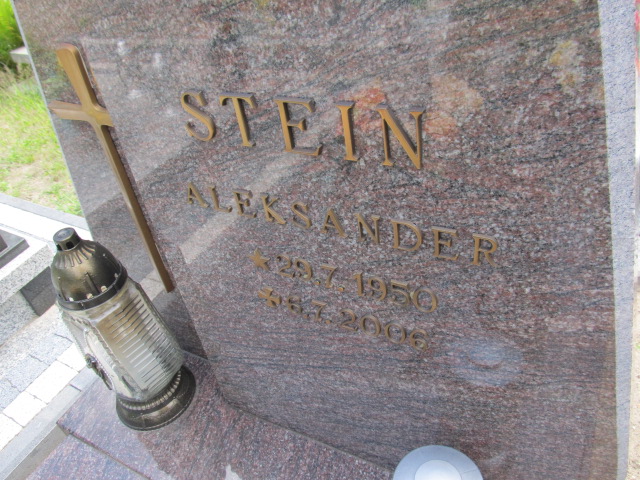 STEIN
ALEKSANDER
★ 29.7.1950
✝ 6.7.2006